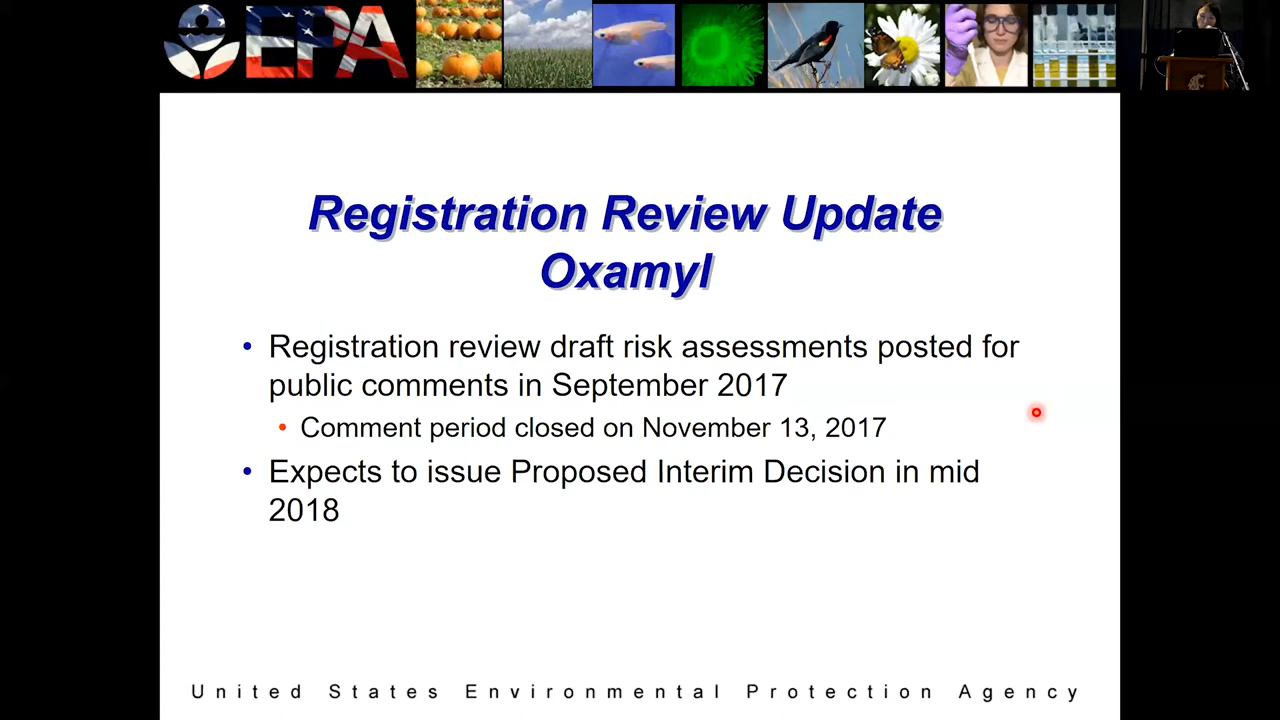 EPA
Registration Review Update
Oxamyl
• Registration review draft risk assessments posted for
public comments in September 2017
• Comment period closed on November 13, 2017
• Expects to issue Proposed Interim Decision in mid
2018
United States Environmental Protection Agency